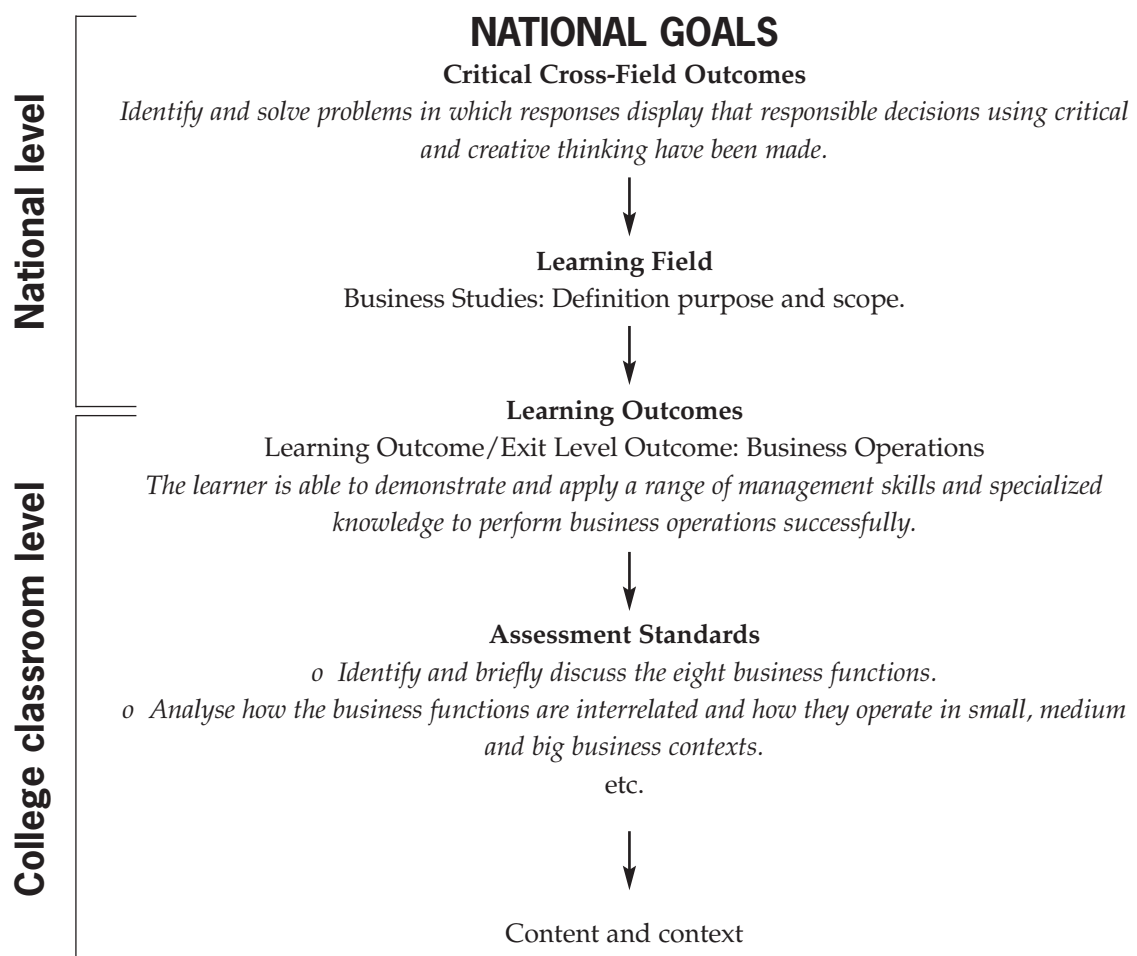 NATIONAL GOALS
Critical Cross-Field Outcomes
Identify and solve problems in which responses display that responsible decisions using critical
and creative thinking have been made.
Learning Field
Business Studies: Definition purpose and scope.
National level
Learning Outcomes
Learning Outcome/Exit Level Outcome: Business Operations
The learner is able to demonstrate and apply a range of management skills and specialized
knowledge to perform business operations successfully.
Assessment Standards
o Identify and briefly discuss the eight business functions.
o Analyse how the business functions are interrelated and how they operate in small, medium
and big business contexts.
etc.
Content and context
College classroom level